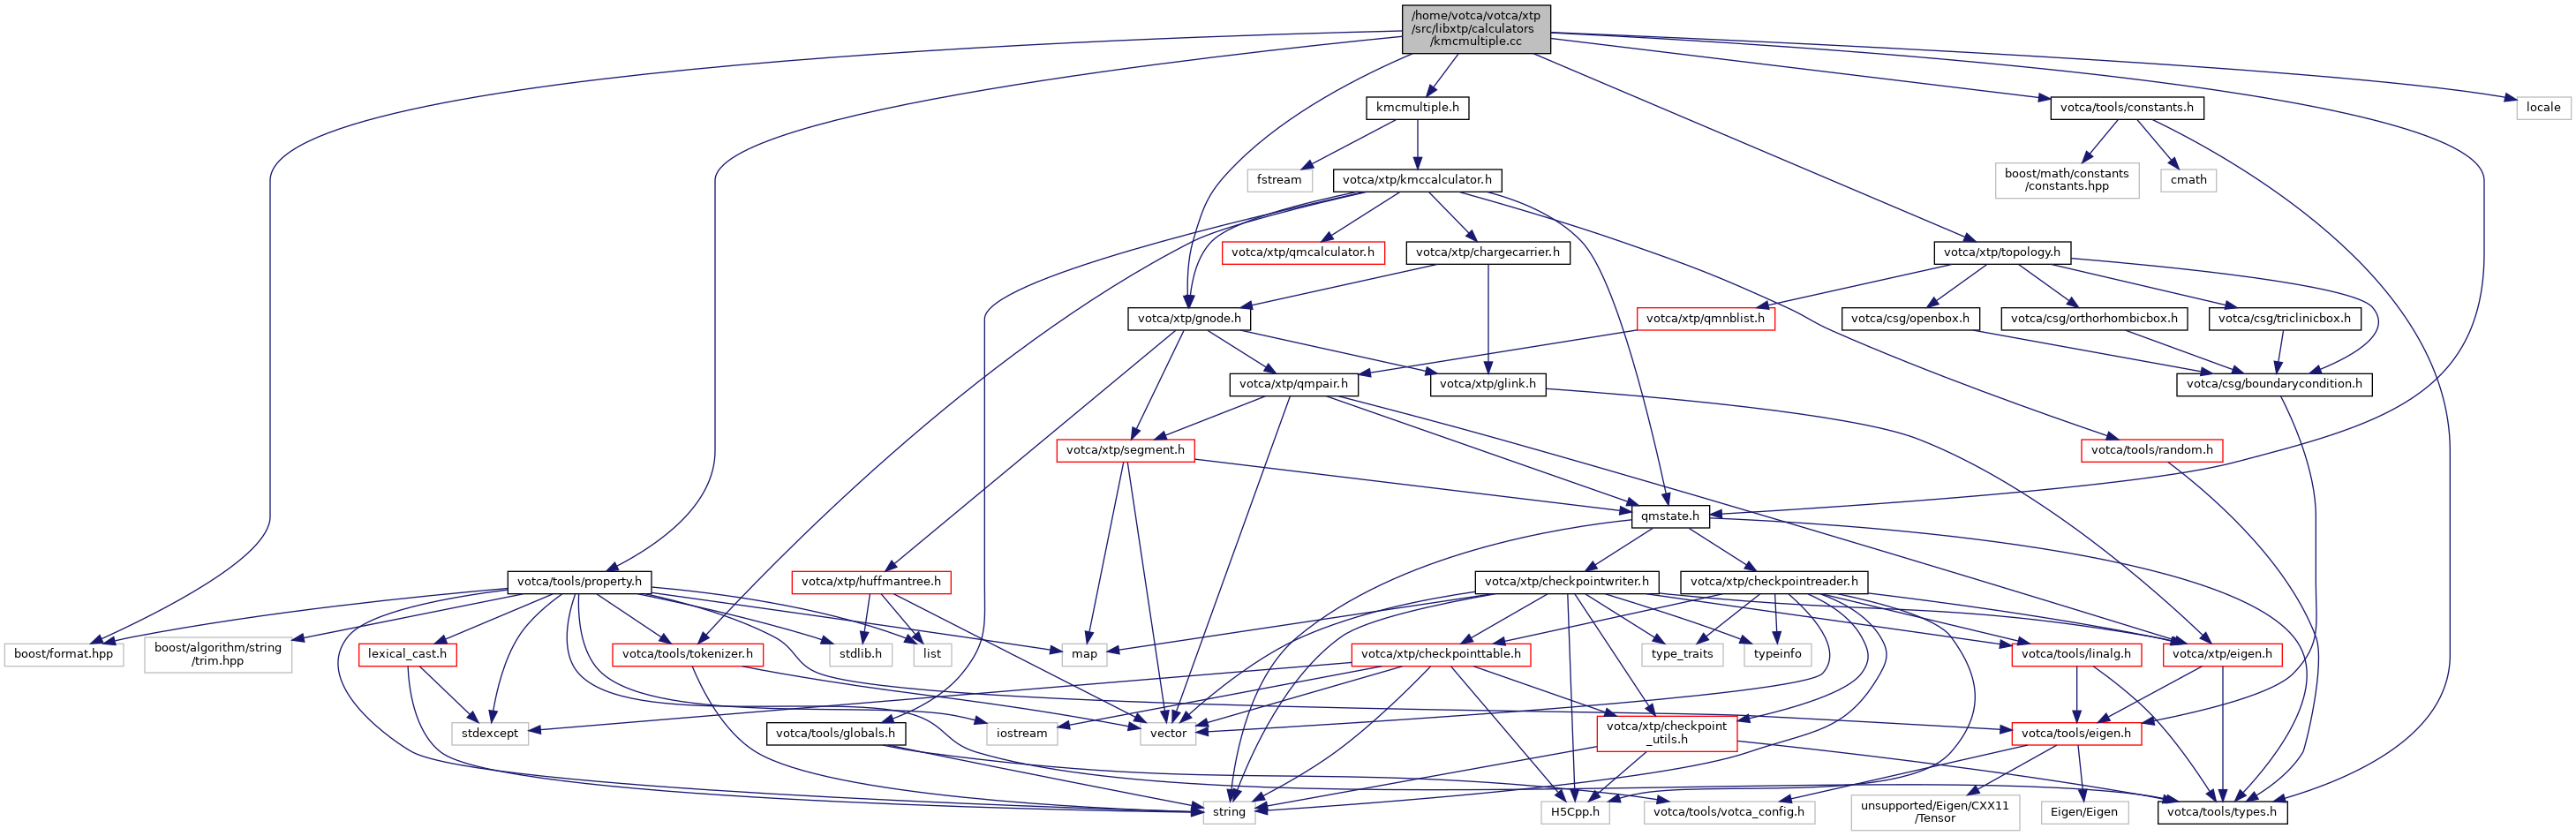 /home/votca/votca/xtp
/src/libxtp/calculators
/kmcmultiple.cc
kmcmultiple.h
votca/tools/constants.h
locale
fstream
votca/xtp/kmccalculator.h
boost/math/constants
/constants.hpp
cmath
votca/xtp/qmcalculator.h
votca/xtp/chargecarrier.h
votca/xtp/topology.h
votca/xtp/gnode.h
votca/xtp/qmnblist.h
votca/csg/openbox.h
votca/csg/orthorhombicbox.h
votca/csg/triclinicbox.h
votca/xtp/qmpair.h
votca/xtp/glink.h
votca/csg/boundarycondition.h
votca/xtp/segment.h
votca/tools/random.h
qmstate.h
votca/tools/property.h
votca/xtp/huffmantree.h
votca/xtp/checkpointwriter.h
votca/xtp/checkpointreader.h
boost/format.hpp
boost/algorithm/string
/trim.hpp
lexical_cast.h
votca/tools/tokenizer.h
stdlib.h
list
map
votca/xtp/checkpointtable.h
type_traits
typeinfo
votca/tools/linalg.h
votca/xtp/eigen.h
stdexcept
votca/tools/globals.h
iostream
vector
votca/xtp/checkpoint
_utils.h
votca/tools/eigen.h
string
H5Cpp.h
votca/tools/votca_config.h
unsupported/Eigen/CXX11
/Tensor
Eigen/Eigen
votca/tools/types.h